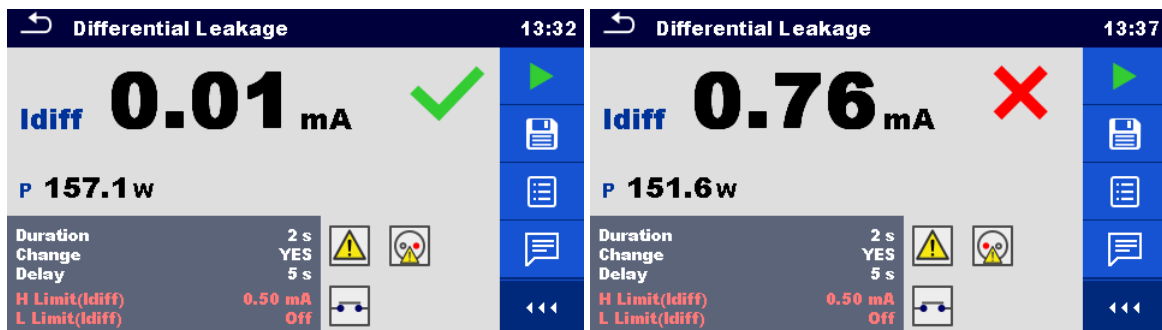 Differential Leakage 13:32
Idiff 0.01 mA
P 157.1 W
Duration 2 s
Change YES
Delay 5 s
H Limit(Idiff) 0.50 mA
L Limit(Idiff) Off
Differential Leakage 13:37
Idiff 0.76 mA
P 151.6 W
Duration 2 s
Change YES
Delay 5 s
H Limit(Idiff) 0.50 mA
L Limit(Idiff) Off